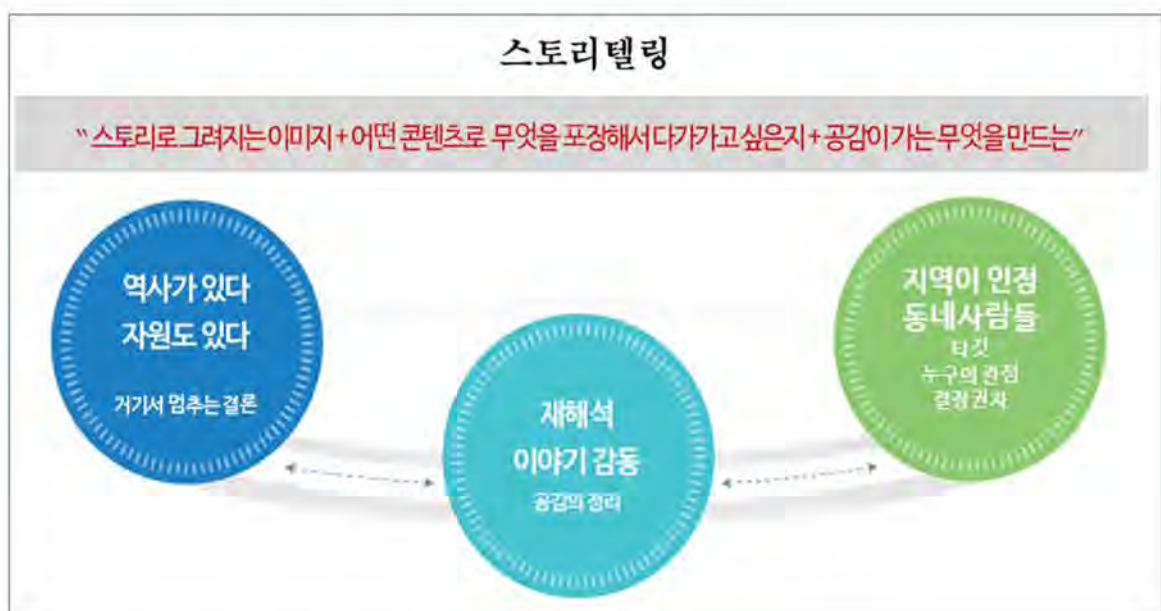 스토리텔링
“스토리로 그려지는 이미지 + 어떤 콘텐츠로 무엇을 포장해서 다가가고 싶은지 + 공감이 가는 무엇을 만드는”
역사가 있다
자원도 있다
거기서 멈추는 결론
재해석
이야기 감동
공감의 정리
지역이 인점
동네사람들
타깃
누구의 관점
결정권자